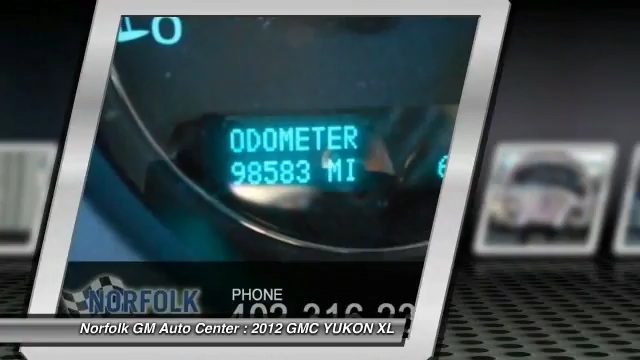 ODOMETER
98583 MI
NORFOLK
PHONE
Norfolk GM Auto Center : 2012 GMC YUKON XL